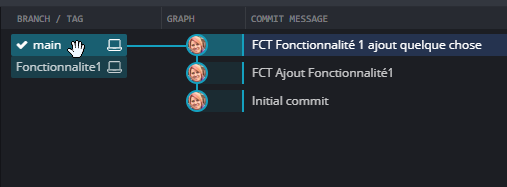 BRANCH / TAG GRAPH COMMIT MESSAGE
main FCT Fonctionnalité 1 ajout quelque chose
Fonctionnalite1 FCT Ajout Fonctionnalité1
Initial commit